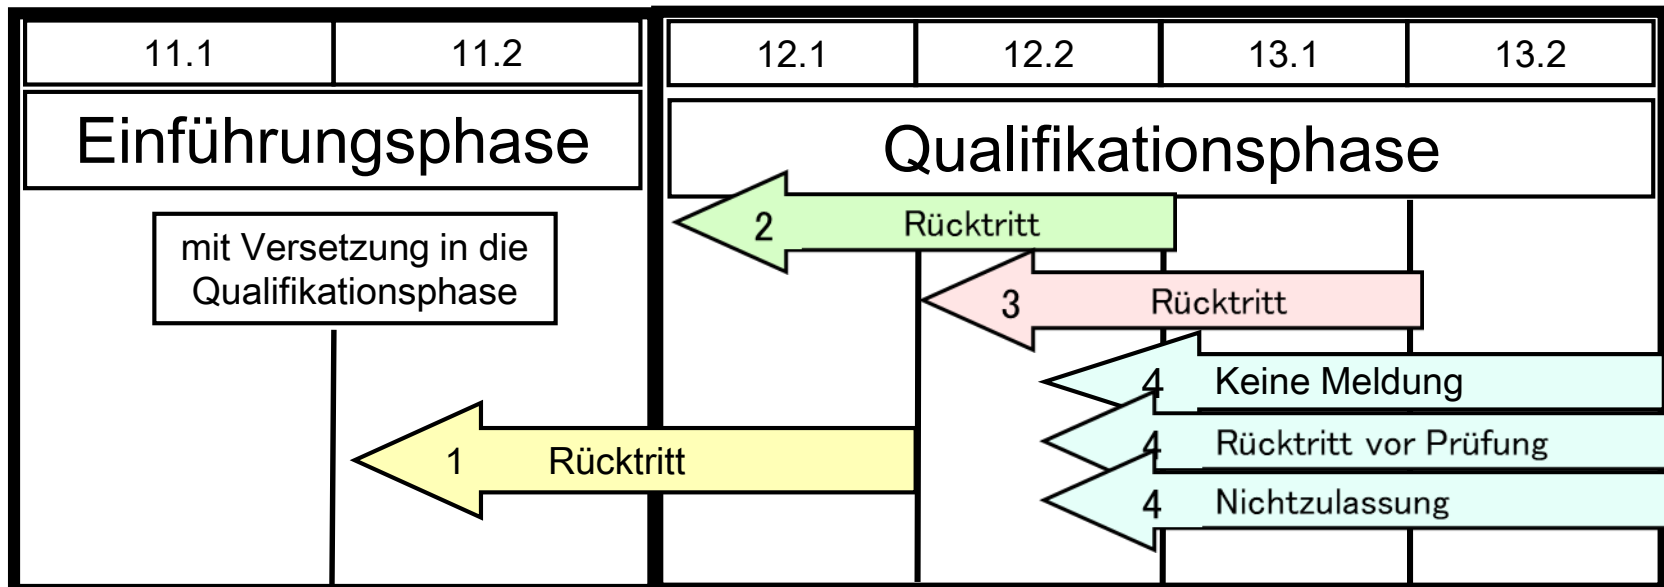 11.1 11.2 12.1 12.2 13.1 13.2
Einführungsphase Qualifikationsphase
mit Versetzung in die
Qualifikationsphase
2 Rücktritt
3 Rücktritt
4 Keine Meldung
4 Rücktritt vor Prüfung
1 Rücktritt
4 Nichtzulassung